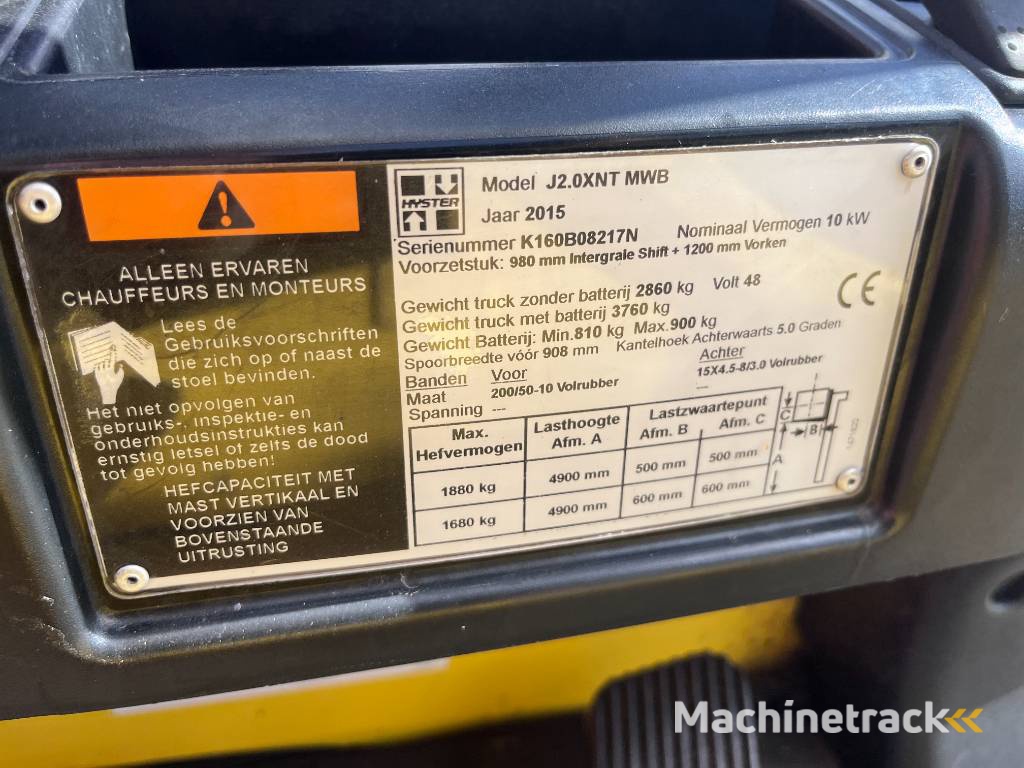 ALLEEN ERVAREN
CHAUFFEURS EN MONTEURS
Lees de
Gebruiksvoorschriften
die zich op of naast de
stoel bevinden.
Het niet opvolgen van
gebruiks-, inspektie- en
onderhoudsinstrukties kan
ernstig letsel of zelfs de dood
tot gevolg hebben!
HEFCAPACITEIT MET
MAST VERTIKAAL EN
VOORZIEN VAN
BOVENSTAANDE
UITRUSTING
HYSTER
Model J2.0XNT MWB
Jaar 2015
Serienummer K160B08217N Nominaal Vermogen 10 kW
Voorzetstuk: 980 mm Intergrale Shift + 1200 mm Vorken
Gewicht truck zonder batterij 2860 kg Volt 48
Gewicht truck met batterij 3760 kg
Gewicht Batterij: Min.810 kg Max.900 kg
Spoorbreedte vóór 908 mm Kantelhoek Achterwaarts 5.0 Graden
Banden Voor Achter
Maat 200/50-10 Volrubber 15X4.5-8/3.0 Volrubber
Spanning --- ---
CE
Max. Hefvermogen Lasthoogte Afm. A Lastzwaartepunt Afm. B Afm. C
1880 kg 4900 mm 500 mm 500 mm
1680 kg 4900 mm 600 mm 600 mm
C
B
A
Machinetrack